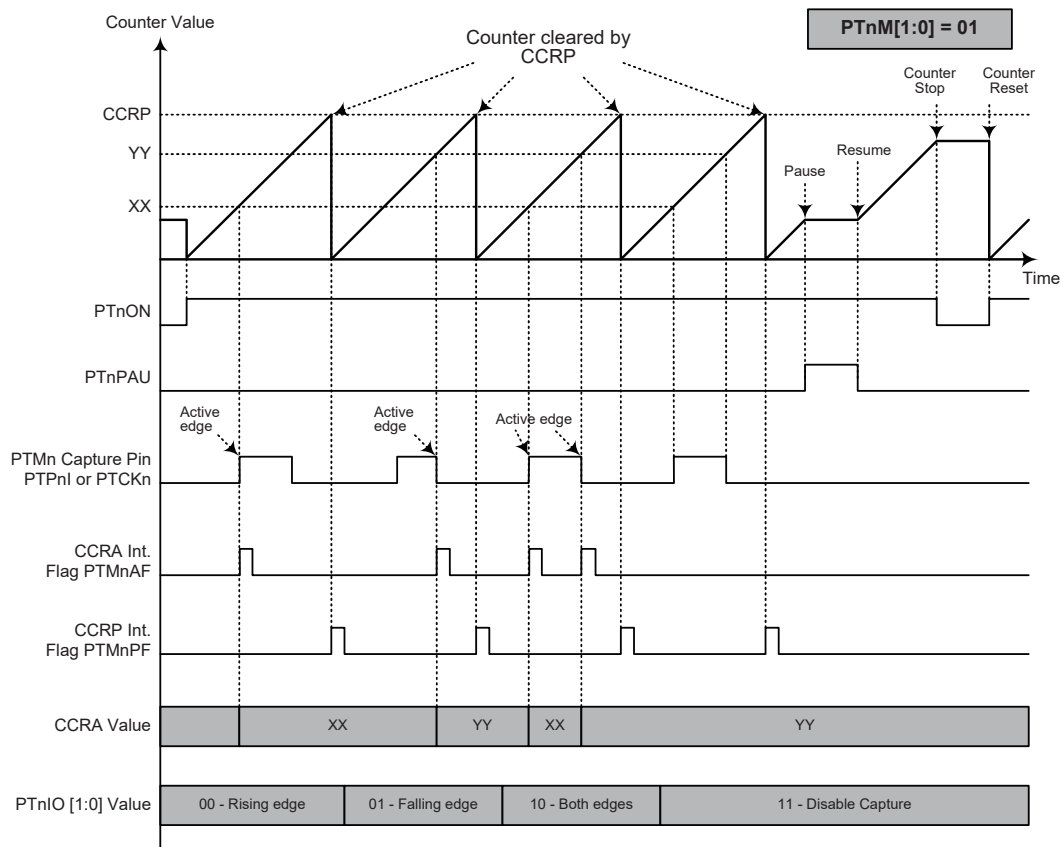 Counter Value
Counter cleared by
CCRP
PTnM[1:0] = 01
Counter
Stop
Counter
Reset
CCRP
YY
Resume
Pause
XX
Time
PTnON
PTnPAU
Active
edge
Active
edge
Active edge
PTMn Capture Pin
PTPnI or PTCKn
CCRA Int.
Flag PTMnAF
CCRP Int.
Flag PTMnPF
CCRA Value
XX
YY
XX
YY
PTnIO [1:0] Value
00 - Rising edge
01 - Falling edge
10 - Both edges
11 - Disable Capture